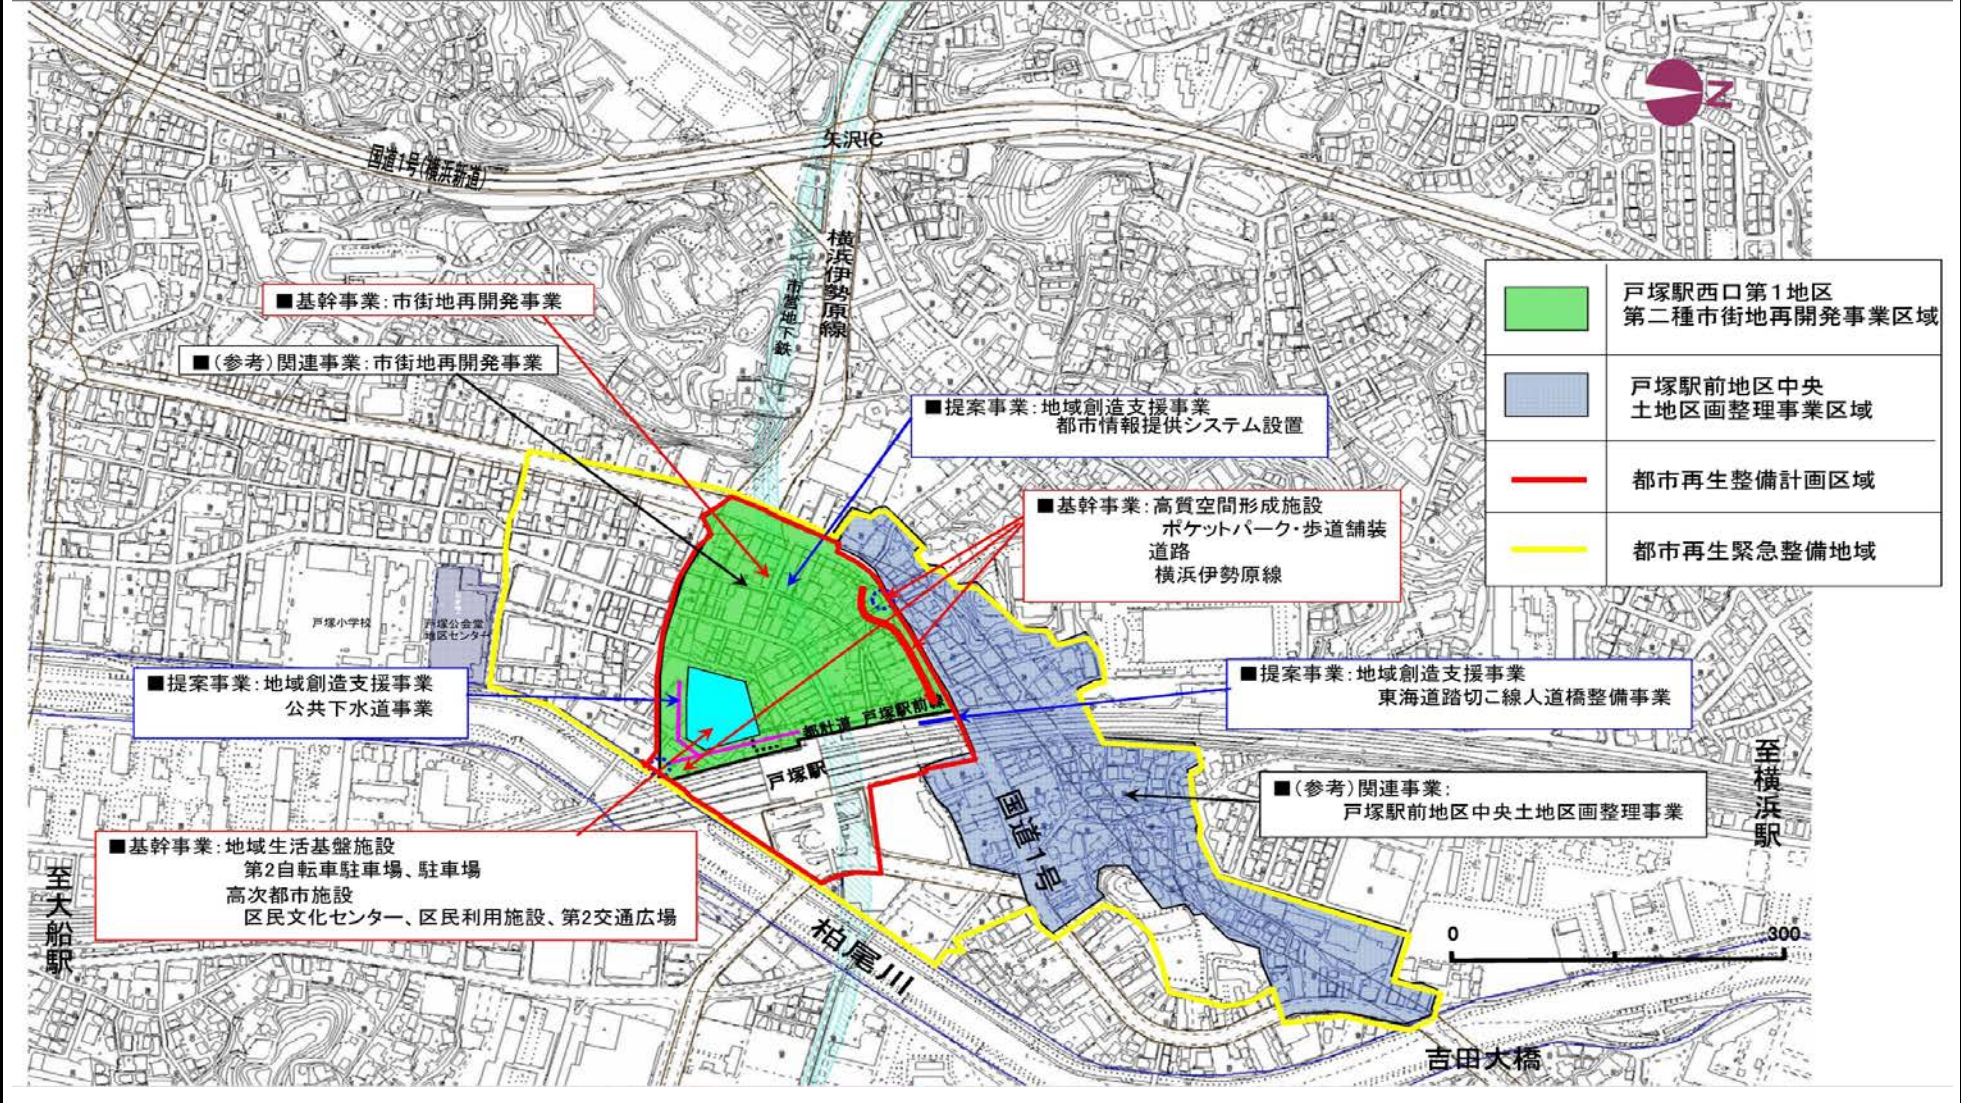 Z
矢沢IC
国道1号(横浜新道)
横浜伊勢原線
市営地下鉄
■基幹事業:市街地再開発事業
■(参考)関連事業:市街地再開発事業
■提案事業:地域創造支援事業
都市情報提供システム設置
■基幹事業:高質空間形成施設
ポケットパーク・歩道舗装
道路
横浜伊勢原線
戸塚駅西口第1地区
第二種市街地再開発事業区域
戸塚駅前地区中央
土地区画整理事業区域
都市再生整備計画区域
都市再生緊急整備地域
戸塚小学校
戸塚公会堂
地区センター
■提案事業:地域創造支援事業
公共下水道事業
■提案事業:地域創造支援事業
東海道踏切こ線人道橋整備事業
都計道 戸塚駅前線
戸塚駅
国道1号
■(参考)関連事業:
戸塚駅前地区中央土地区画整理事業
至横浜駅
■基幹事業:地域生活基盤施設
第2自転車駐車場、駐車場
高次都市施設
区民文化センター、区民利用施設、第2交通広場
至大船駅
柏尾川
0 300
吉田大橋